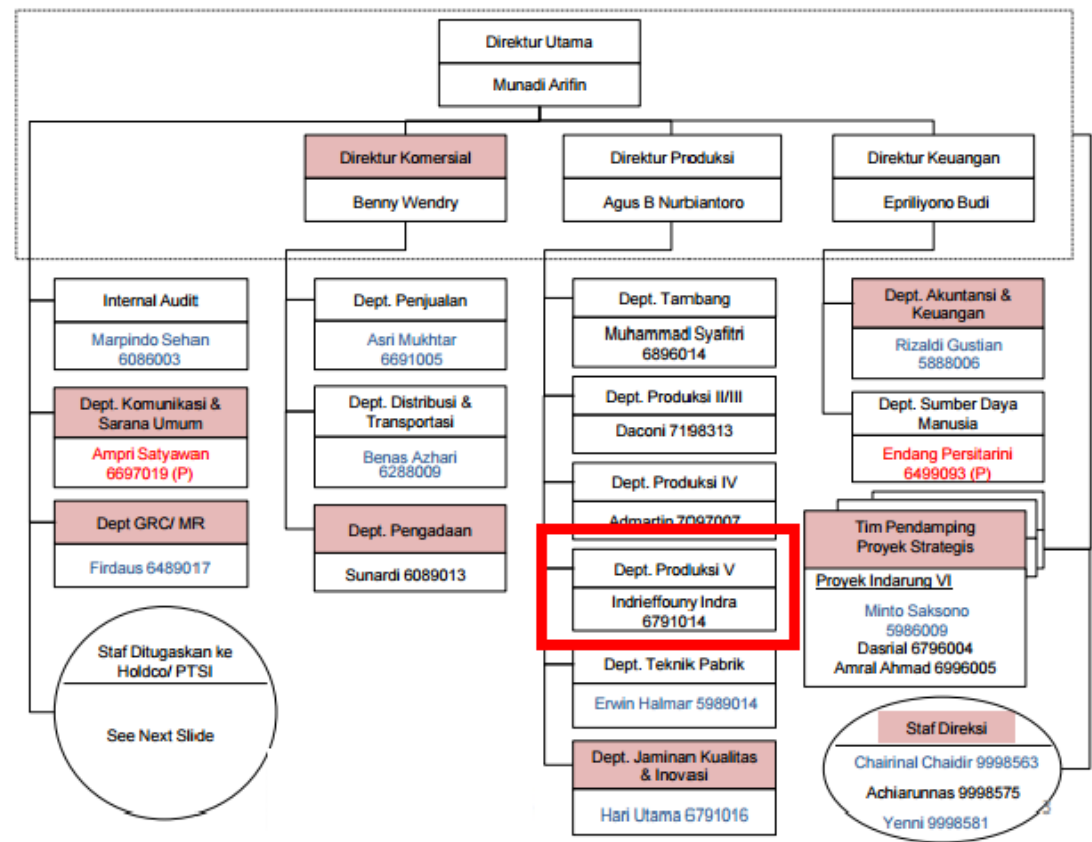 Direktur Utama
Munadi Arifin
Direktur Komersial
Benny Wendry
Direktur Produksi
Agus B Nurbiantoro
Direktur Keuangan
Epriliyono Budi
Internal Audit
Marpindo Sehan
6086003
Dept. Komunikasi &
Sarana Umum
Ampri Satyawan
6697019 (P)
Dept GRC/ MR
Firdaus 6489017
Staf Ditugaskan ke
Holdco/ PTSI
See Next Slide
Dept. Penjualan
Asri Mukhtar
6691005
Dept. Distribusi &
Transportasi
Benas Azhari
6288009
Dept. Pengadaan
Sunardi 6089013
Dept. Tambang
Muhammad Syafitri
6896014
Dept. Produksi II/III
Daconi 7198313
Dept. Produksi IV
Admartin 7097007
Dept. Produksi V
Indrieffouny Indra
6791014
Dept. Teknik Pabrik
Erwin Halmar 5989014
Dept. Jaminan Kualitas
& Inovasi
Hari Utama 6791016
Dept. Akuntansi &
Keuangan
Rizaldi Gustian
5888006
Dept. Sumber Daya
Manusia
Endang Persitarini
6499093 (P)
Tim Pendamping
Proyek Strategis
Proyek Indarung VI
Minto Saksono
5986009
Dasrial 6796004
Amral Ahmad 6996005
Staf Direksi
Chairinal Chaidir 9998563
Achiarunnas 9998575
Yenni 9998581
3